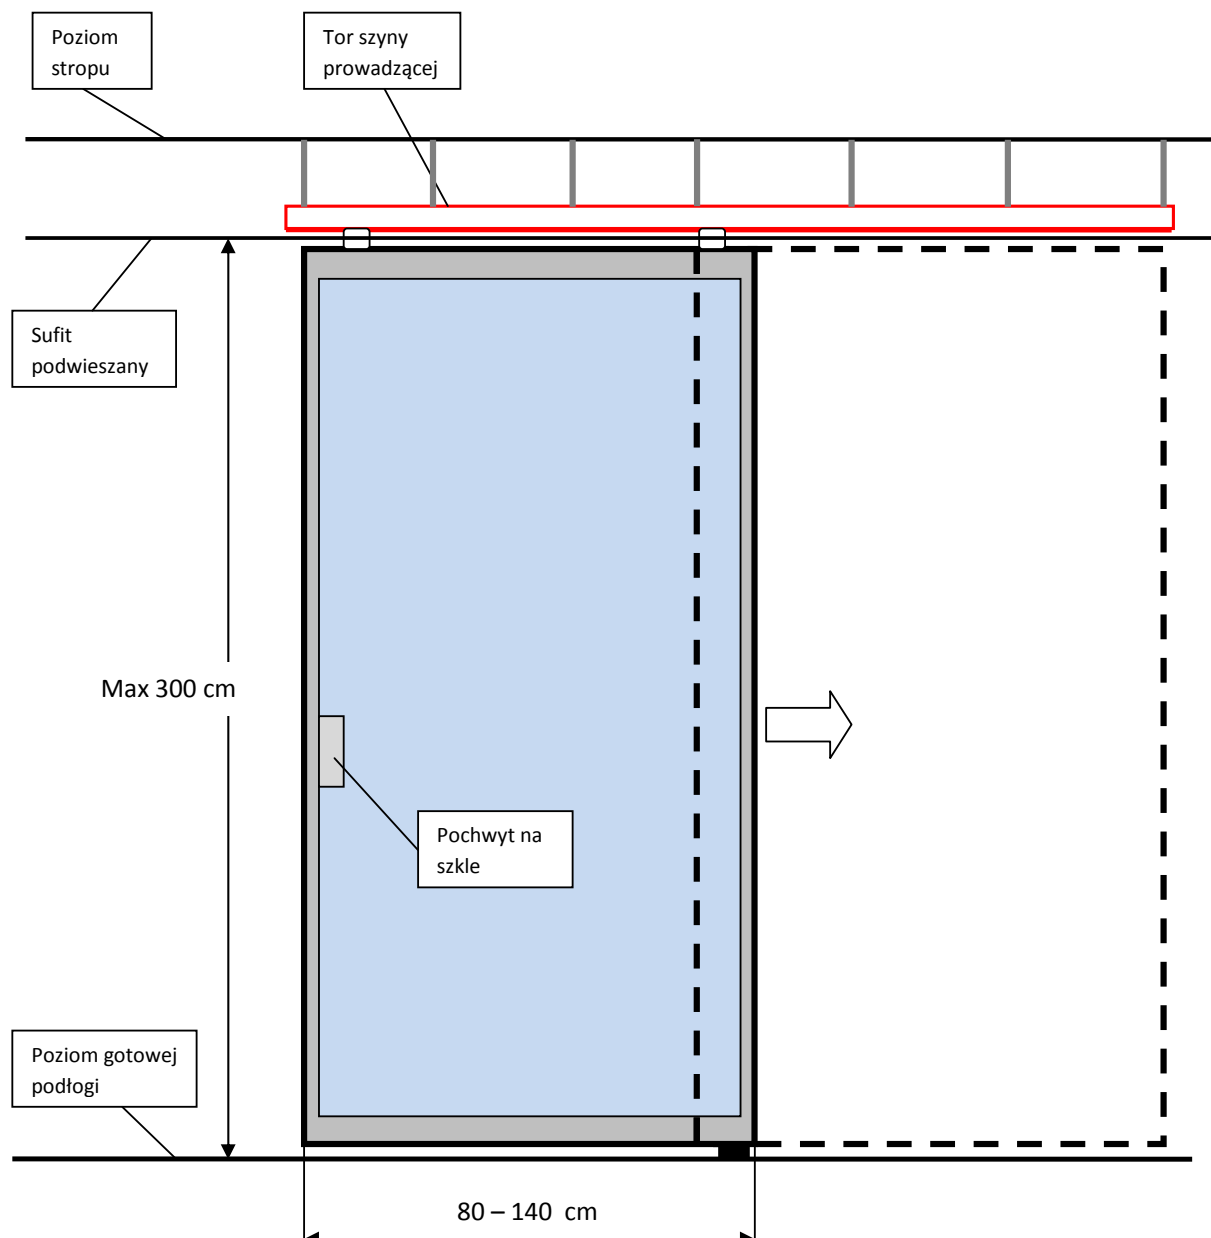 Poziom
stropu
Tor szyny
prowadzącej
Sufit
podwieszany
Max 300 cm
Pochwyt na
szkle
Poziom gotowej
podłogi
80 – 140 cm